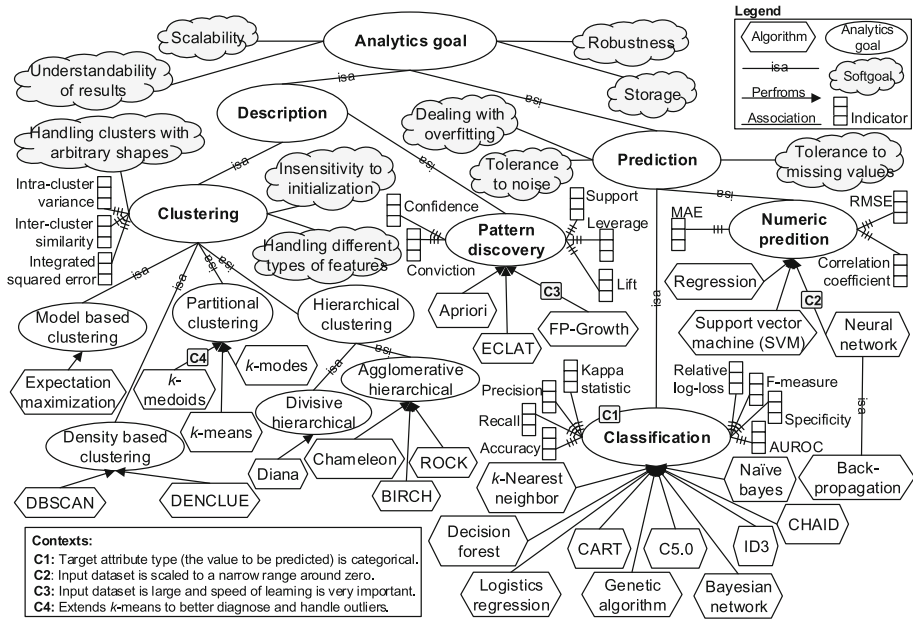 Analytics goal
Scalability
Robustness
Understandability
of results
Storage
isa
isa
Legend
Algorithm
Analytics
goal
isa
Softgoal
Perfroms
Association
Indicator
Description
Handling clusters with
arbitrary shapes
Dealing with
overfitting
Tolerance
to noise
Prediction
Tolerance to
missing values
isa
isa
isa
isa
Insensitivity to
initialization
Intra-cluster
variance
Inter-cluster
similarity
Integrated
squared error
Clustering
Handling different
types of features
Confidence
Conviction
Pattern
discovery
Support
Leverage
Lift
MAE
Numeric
predition
RMSE
Correlation
coefficient
isa
isa
isa
isa
Model based
clustering
Partitional
clustering
Hierarchical
clustering
Apriori
ECLAT
C3
FP-Growth
Regression
Support vector
machine (SVM)
C2
Neural
network
isa
Expectation
maximization
C4
k-
medoids
k-modes
k-means
isa
isa
Agglomerative
hierarchical
Divisive
hierarchical
Density based
clustering
Diana
Chameleon
ROCK
BIRCH
DBSCAN
DENCLUE
Precision
Recall
Accuracy
Kappa
statistic
C1
Classification
Relative
log-loss
F-measure
Specificity
AUROC
k-Nearest
neighbor
Naïve
bayes
Back-
propagation
Decision
forest
CART
C5.0
ID3
CHAID
Logistics
regression
Genetic
algorithm
Bayesian
network
Contexts:
C1: Target attribute type (the value to be predicted) is categorical.
C2: Input dataset is scaled to a narrow range around zero.
C3: Input dataset is large and speed of learning is very important.
C4: Extends k-means to better diagnose and handle outliers.